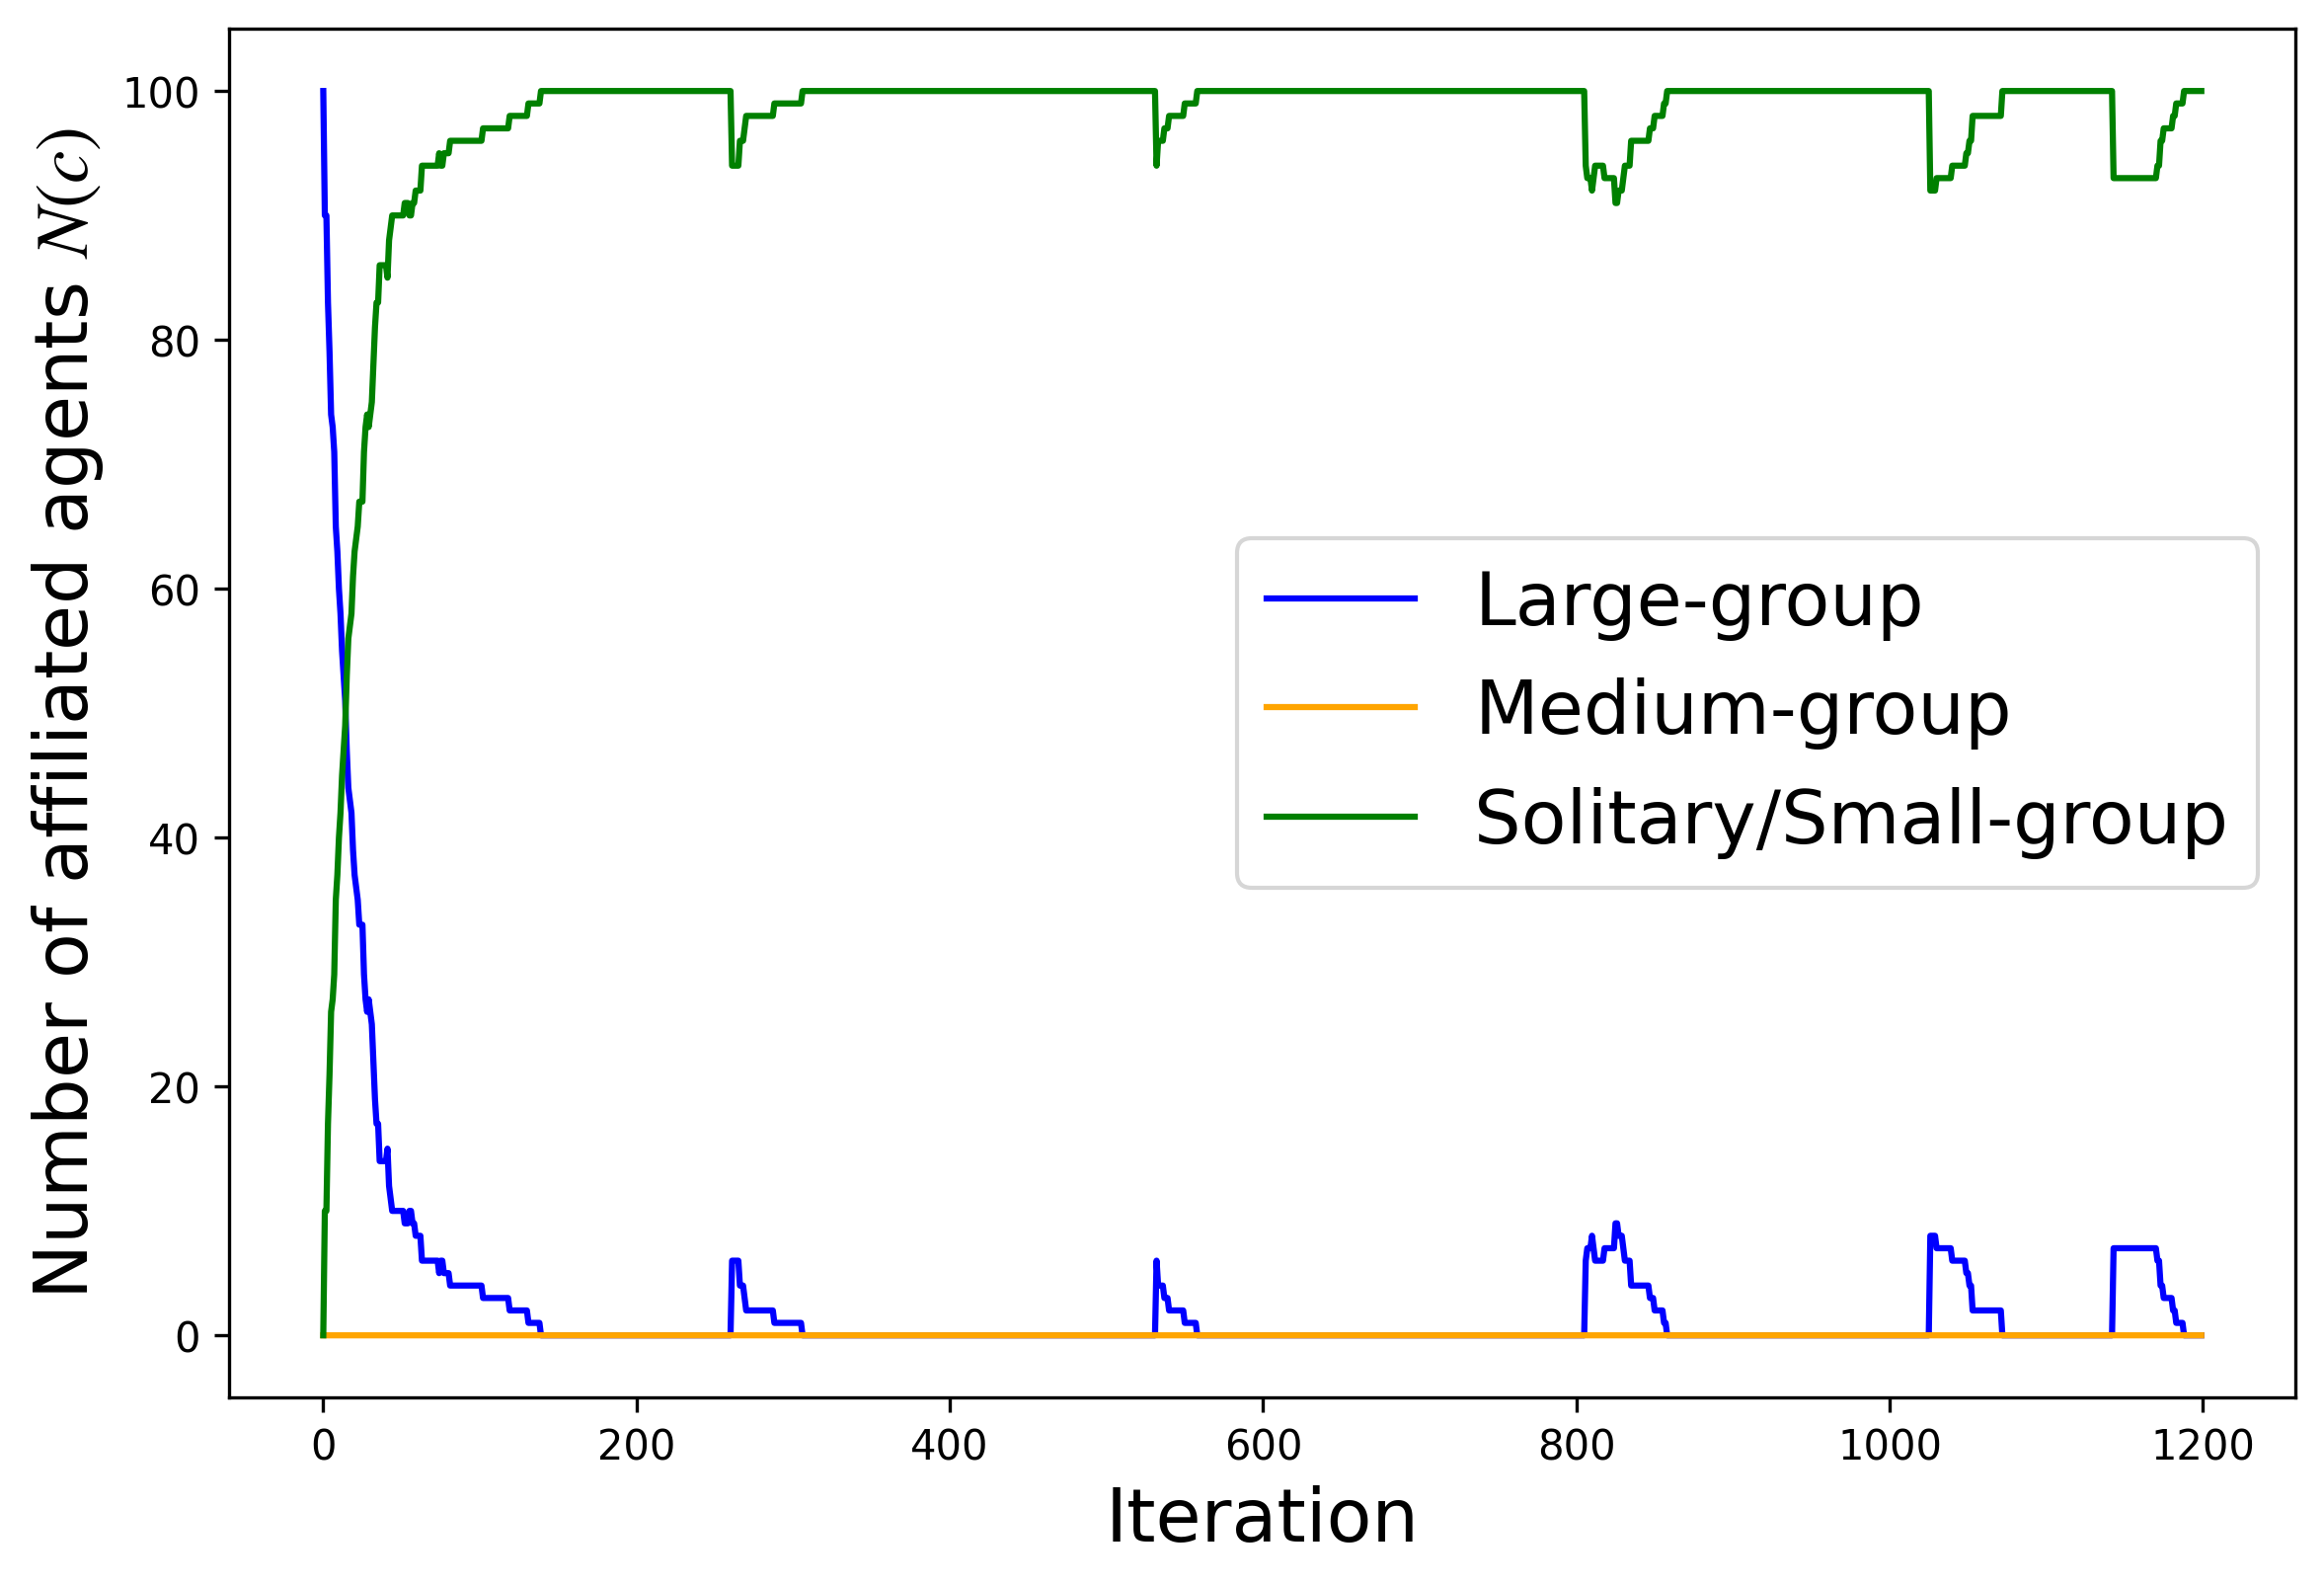 Number of affiliated agents N(c)
100
80
60
40
20
0
Large-group
Medium-group
Solitary/Small-group
0 200 400 600 800 1000 1200
Iteration